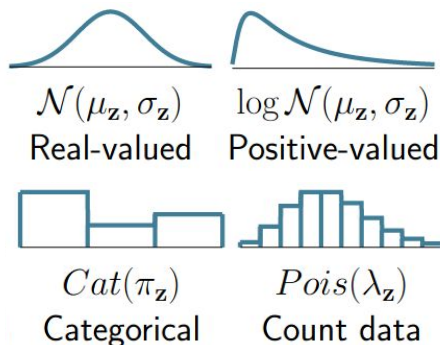 𝒩(μ_z, σ_z) log 𝒩(μ_z, σ_z)
Real-valued Positive-valued
Cat(π_z) Pois(λ_z)
Categorical Count data